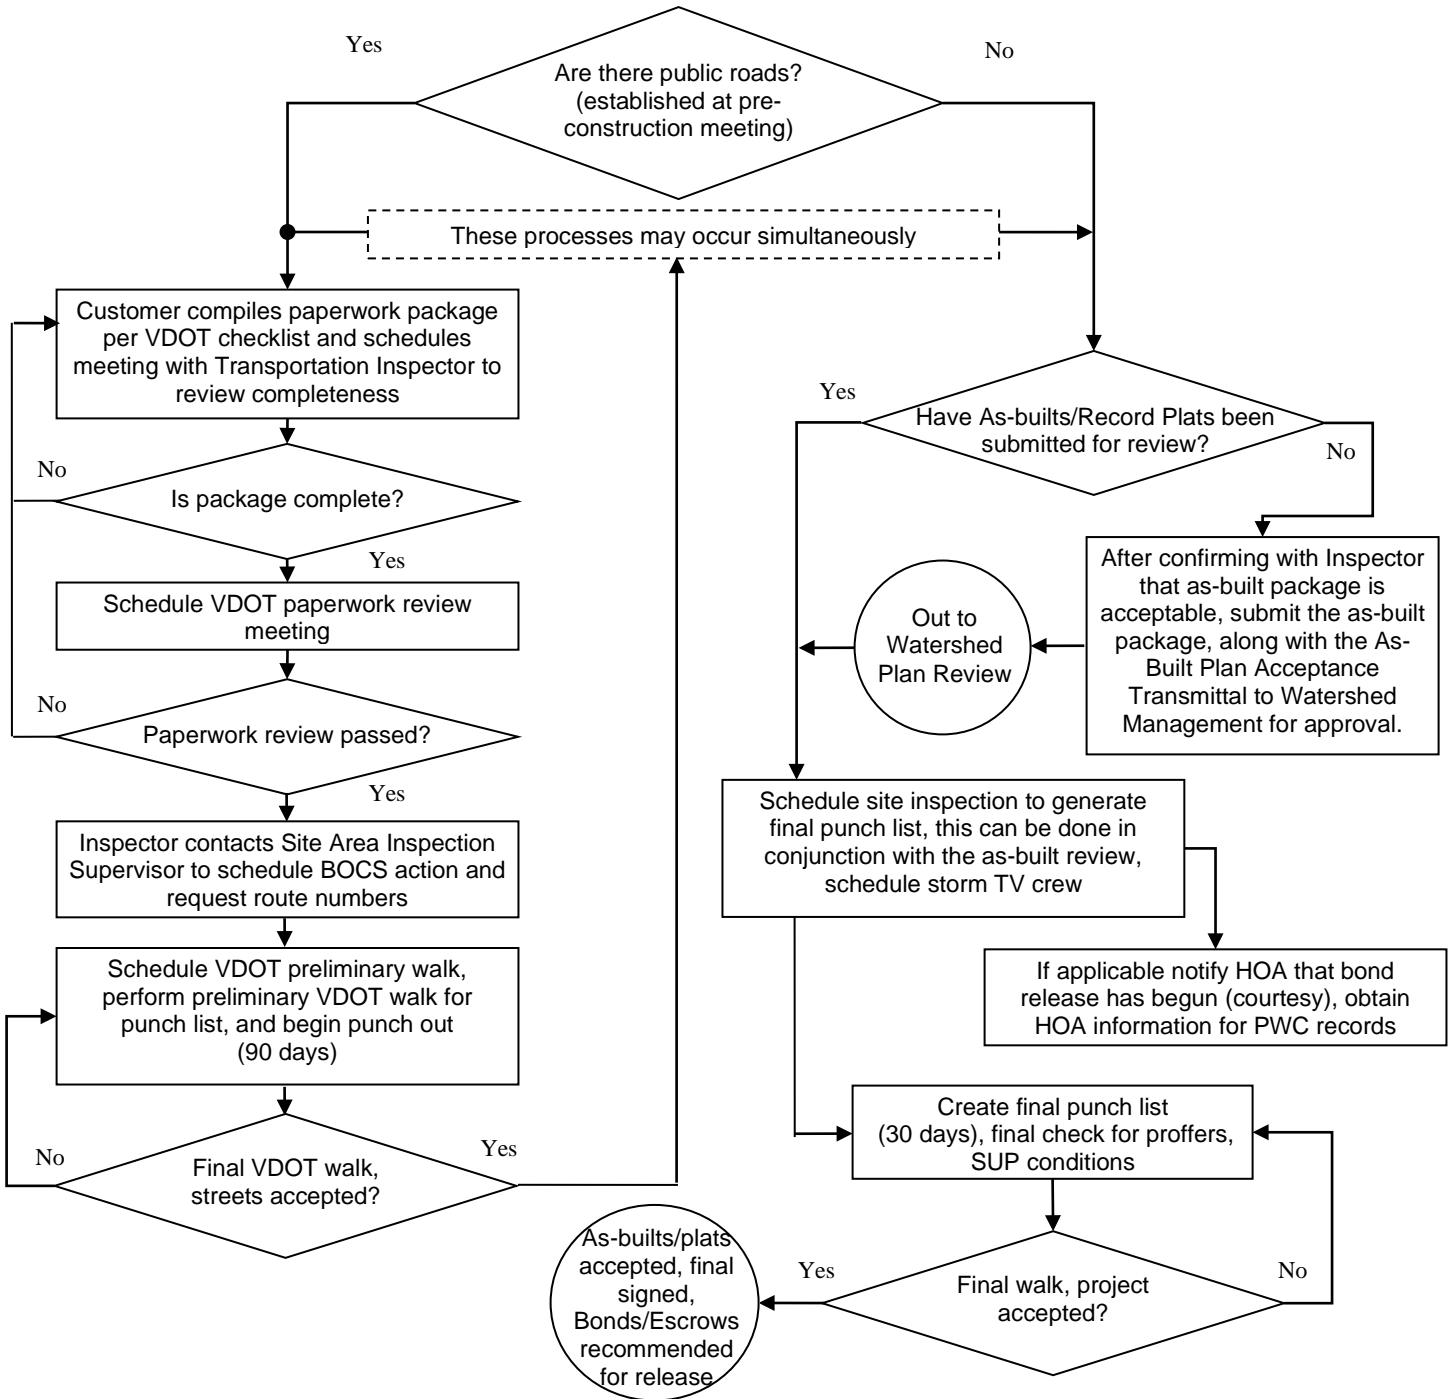 Yes
No
Are there public roads?
(established at pre-
construction meeting)
These processes may occur simultaneously
Customer compiles paperwork package
per VDOT checklist and schedules
meeting with Transportation Inspector to
review completeness
No
Is package complete?
Yes
Schedule VDOT paperwork review
meeting
No
Paperwork review passed?
Yes
Inspector contacts Site Area Inspection
Supervisor to schedule BOCS action and
request route numbers
Schedule VDOT preliminary walk,
perform preliminary VDOT walk for
punch list, and begin punch out
(90 days)
No
Final VDOT walk,
streets accepted?
Yes
Yes
Have As-builts/Record Plats been
submitted for review?
No
After confirming with Inspector
that as-built package is
acceptable, submit the as-built
package, along with the As-
Built Plan Acceptance
Transmittal to Watershed
Management for approval.
Out to
Watershed
Plan Review
Schedule site inspection to generate
final punch list, this can be done in
conjunction with the as-built review,
schedule storm TV crew
If applicable notify HOA that bond
release has begun (courtesy), obtain
HOA information for PWC records
Create final punch list
(30 days), final check for proffers,
SUP conditions
Yes
Final walk, project
accepted?
No
As-builts/plats
accepted, final
signed,
Bonds/Escrows
recommended
for release